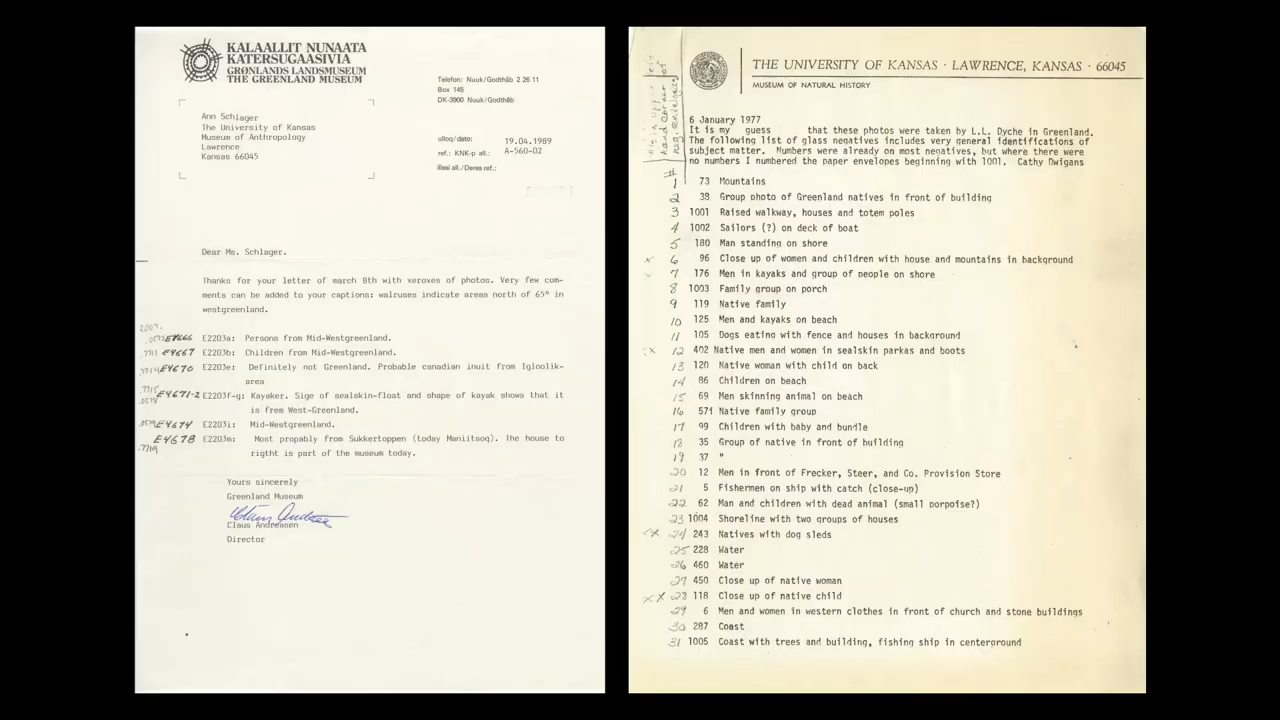 KALAALLIT NUNAATA
KATERSUGAASIVIA
GRØNLANDS LANDSMUSEUM
THE GREENLAND MUSEUM
Telefon: Nuuk/Godthåb 2 26 11
Box 145
DK-3900 Nuuk/Godthåb
Ann Schlager
The University of Kansas
Museum of Anthropology
Lawrence
Kansas 66045
ulloq/dato: 19.04.1989
ref.: KNK-p all.: A-560-02
Ilissi all./Deres ref.:
Dear Ms. Schlager.
Thanks for your letter of march 8th with xeroxes of photos. Very few com-
ments can be added to your captions: walruses indicate areas north of 65° in
westgreenland.
E4666 E2203a: Persons from Mid-Westgreenland.
E4667 E2203b: Children from Mid-Westgreenland.
E4670 E2203e: Definitely not Greenland. Probable canadian inuit from Igloolik-
area
E4671-2 E2203f-g: Kayaker. Sige of sealskin-float and shape of kayak shows that it
is frem West-Greenland.
E4674 E2203i: Mid-Westgreenland.
E4678 E2203m: Most propably from Sukkertoppen (today Maniitsoq). The house to
rigtht is part of the museum today.
Yours sincerely
Greenland Museum
Claus Andreasen
Director
THE UNIVERSITY OF KANSAS · LAWRENCE, KANSAS · 66045
MUSEUM OF NATURAL HISTORY
6 January 1977
It is my guess that these photos were taken by L.L. Dyche in Greenland.
The following list of glass negatives includes very general identifications of
subject matter. Numbers were already on most negatives, but where there were
no numbers I numbered the paper envelopes beginning with 1001. Cathy Dwigans
#
1 73 Mountains
2 38 Group photo of Greenland natives in front of building
3 1001 Raised walkway, houses and totem poles
4 1002 Sailors (?) on deck of boat
5 180 Man standing on shore
x 6 96 Close up of women and children with house and mountains in background
x 7 176 Men in kayaks and group of people on shore
8 1003 Family group on porch
9 119 Native family
10 125 Men and kayaks on beach
11 105 Dogs eating with fence and houses in background
x 12 402 Native men and women in sealskin parkas and boots
13 120 Native woman with child on back
14 86 Children on beach
15 69 Men skinning animal on beach
16 571 Native family group
17 99 Children with baby and bundle
18 35 Group of native in front of building
19 37 "
20 12 Men in front of Frecker, Steer, and Co. Provision Store
21 5 Fishermen on ship with catch (close-up)
22 62 Man and children with dead animal (small porpoise?)
23 1004 Shoreline with two groups of houses
xx 24 243 Natives with dog sleds
25 228 Water
26 460 Water
27 450 Close up of native woman
xx 28 118 Close up of native child
29 6 Men and women in western clothes in front of church and stone buildings
30 287 Coast
31 1005 Coast with trees and building, fishing ship in centerground